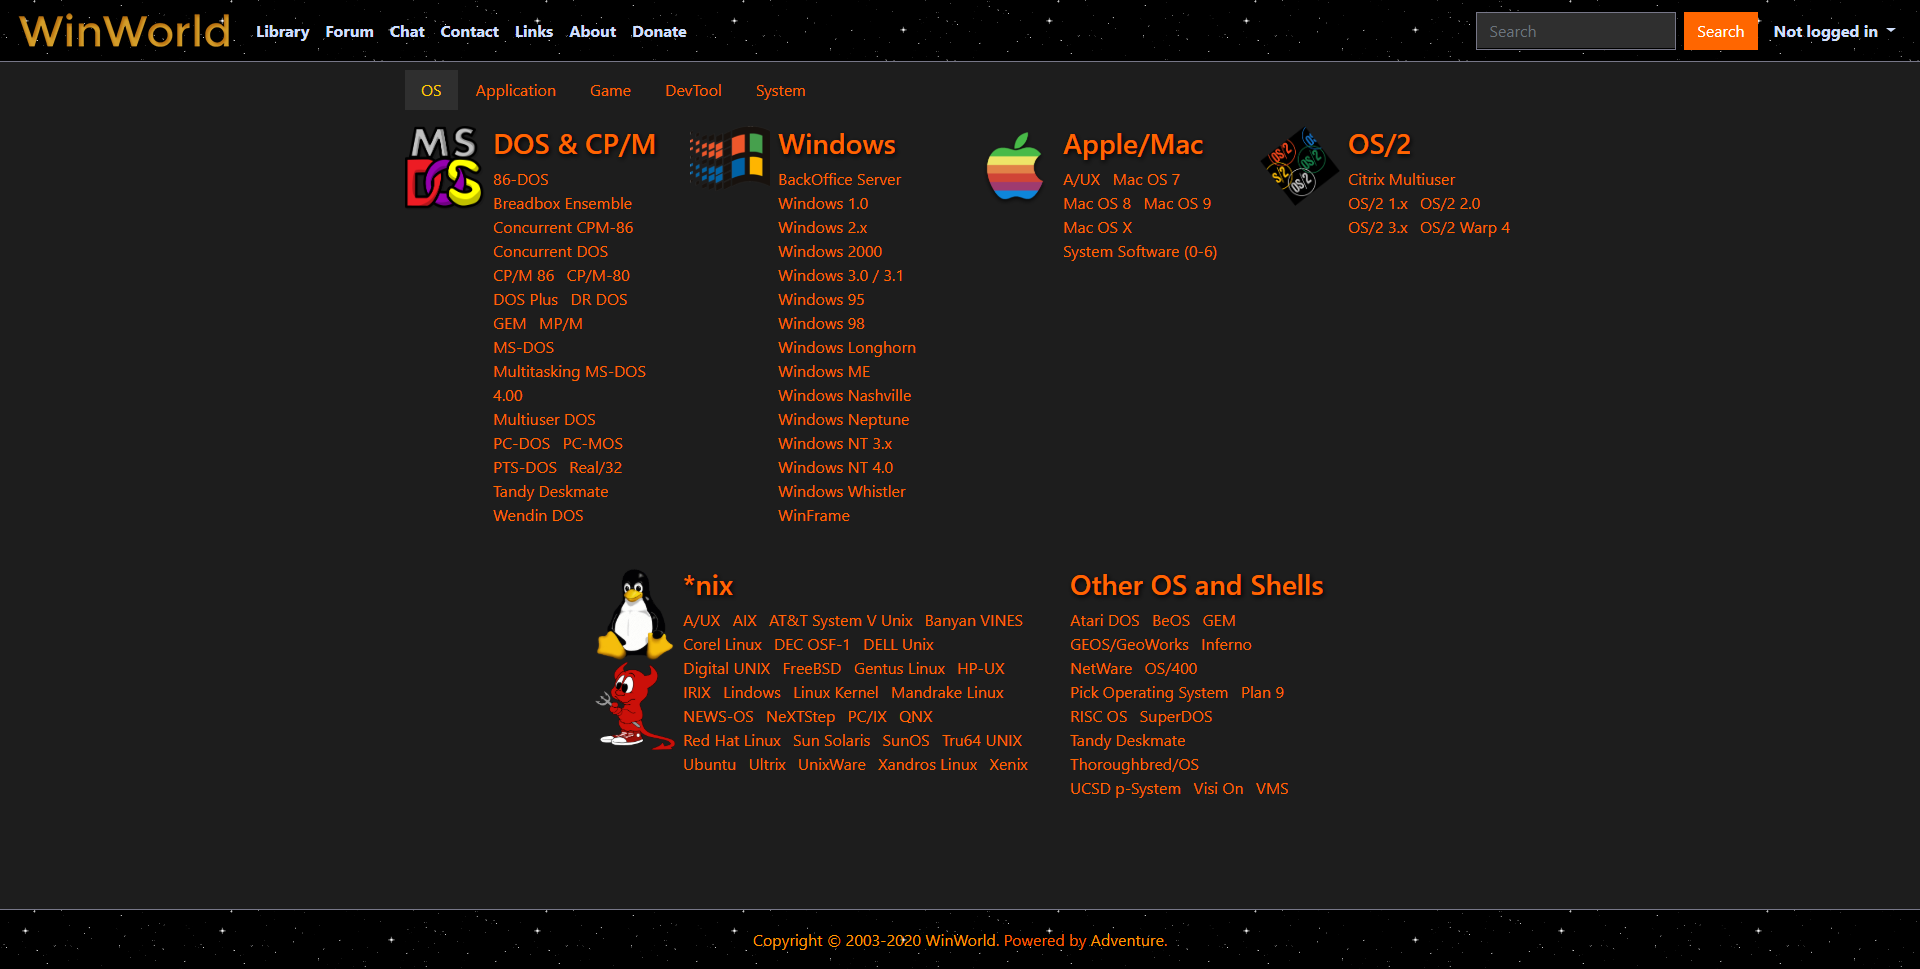 WinWorld Library Forum Chat Contact Links About Donate Search Search Not logged in
OS Application Game DevTool System
MS DOS
DOS & CP/M
86-DOS
Breadbox Ensemble
Concurrent CPM-86
Concurrent DOS
CP/M 86 CP/M-80
DOS Plus DR DOS
GEM MP/M
MS-DOS
Multitasking MS-DOS
4.00
Multiuser DOS
PC-DOS PC-MOS
PTS-DOS Real/32
Tandy Deskmate
Wendin DOS
Windows
BackOffice Server
Windows 1.0
Windows 2.x
Windows 2000
Windows 3.0 / 3.1
Windows 95
Windows 98
Windows Longhorn
Windows ME
Windows Nashville
Windows Neptune
Windows NT 3.x
Windows NT 4.0
Windows Whistler
WinFrame
Apple/Mac
A/UX Mac OS 7
Mac OS 8 Mac OS 9
Mac OS X
System Software (0-6)
OS/2 OS/2 OS/2
OS/2
Citrix Multiuser
OS/2 1.x OS/2 2.0
OS/2 3.x OS/2 Warp 4
*nix
A/UX AIX AT&T System V Unix Banyan VINES
Corel Linux DEC OSF-1 DELL Unix
Digital UNIX FreeBSD Gentus Linux HP-UX
IRIX Lindows Linux Kernel Mandrake Linux
NEWS-OS NeXTStep PC/IX QNX
Red Hat Linux Sun Solaris SunOS Tru64 UNIX
Ubuntu Ultrix UnixWare Xandros Linux Xenix
Other OS and Shells
Atari DOS BeOS GEM
GEOS/GeoWorks Inferno
NetWare OS/400
Pick Operating System Plan 9
RISC OS SuperDOS
Tandy Deskmate
Thoroughbred/OS
UCSD p-System Visi On VMS
Copyright © 2003-2020 WinWorld. Powered by Adventure.